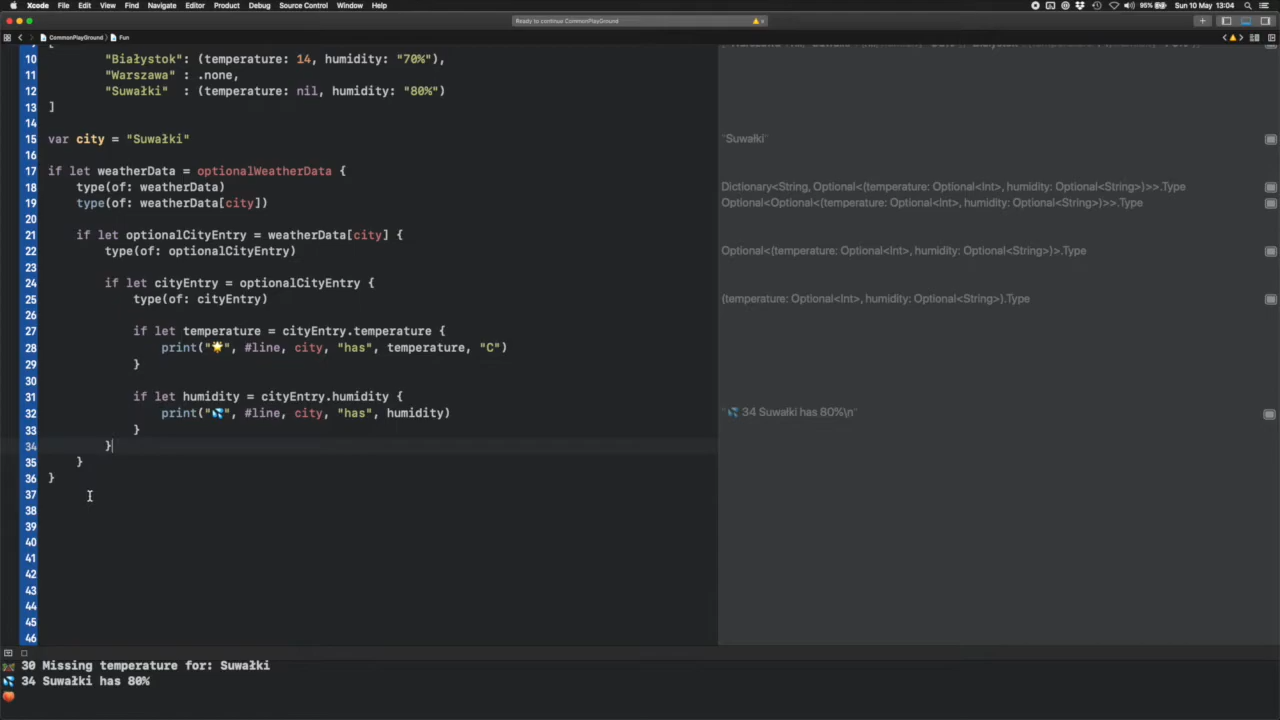 Xcode File Edit View Find Navigate Editor Product Debug Source Control Window Help 95% Sun 10 May 13:04
Ready to continue CommonPlayGround
CommonPlayGround Fun
10 "Białystok": (temperature: 14, humidity: "70%"),
11 "Warszawa" : .none,
12 "Suwałki" : (temperature: nil, humidity: "80%")
13 ]
14
15 var city = "Suwałki" "Suwałki"
16
17 if let weatherData = optionalWeatherData {
18 type(of: weatherData) Dictionary<String, Optional<(temperature: Optional<Int>, humidity: Optional<String>)>>.Type
19 type(of: weatherData[city]) Optional<Optional<(temperature: Optional<Int>, humidity: Optional<String>)>>.Type
20
21 if let optionalCityEntry = weatherData[city] {
22 type(of: optionalCityEntry) Optional<(temperature: Optional<Int>, humidity: Optional<String>)>.Type
23
24 if let cityEntry = optionalCityEntry {
25 type(of: cityEntry) (temperature: Optional<Int>, humidity: Optional<String>).Type
26
27 if let temperature = cityEntry.temperature {
28 print("🌟", #line, city, "has", temperature, "C")
29 }
30
31 if let humidity = cityEntry.humidity {
32 print("💦", #line, city, "has", humidity) "💦 34 Suwałki has 80%\n"
33 }
34 }
35 }
36 }
37
38
39
40
41
42
43
44
45
46
30 Missing temperature for: Suwałki
💦 34 Suwałki has 80%